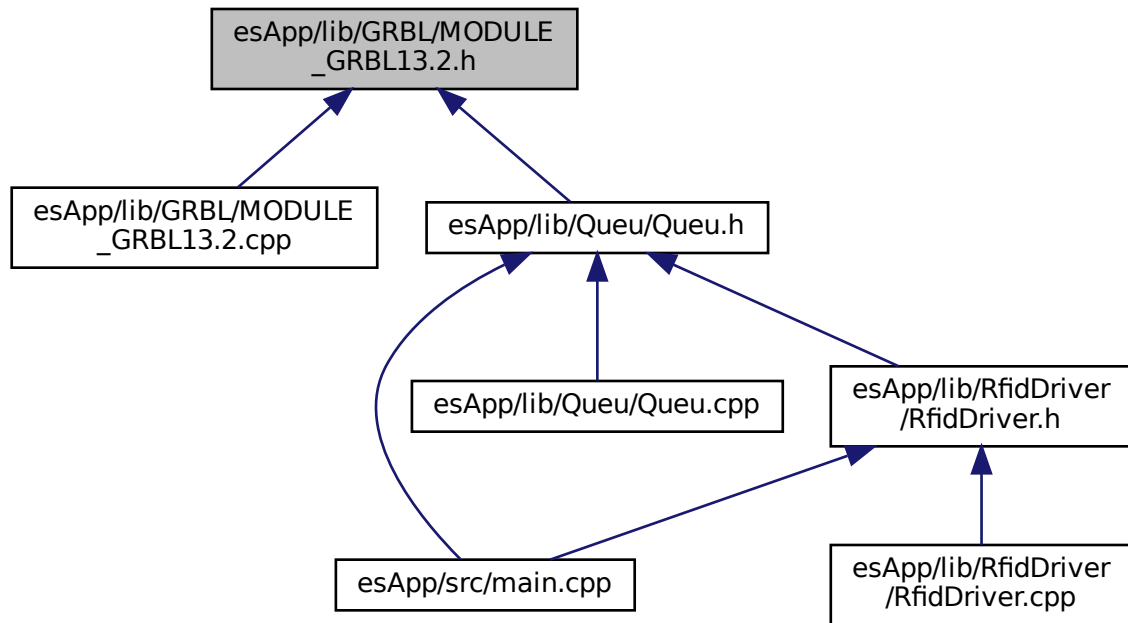 esApp/lib/GRBL/MODULE
_GRBL13.2.h
esApp/lib/GRBL/MODULE
_GRBL13.2.cpp
esApp/lib/Queu/Queu.h
esApp/lib/Queu/Queu.cpp
esApp/lib/RfidDriver
/RfidDriver.h
esApp/src/main.cpp
esApp/lib/RfidDriver
/RfidDriver.cpp